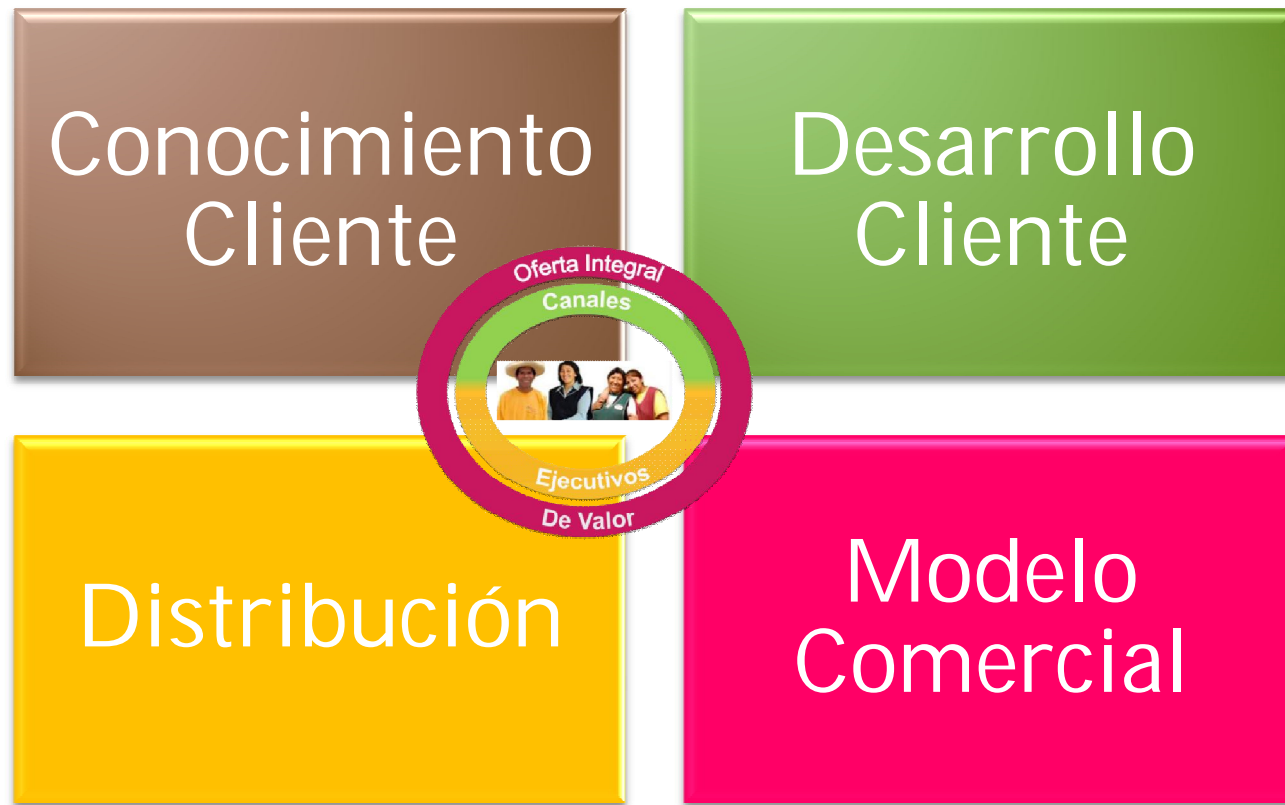 Conocimiento
Cliente
Desarrollo
Cliente
Oferta Integral
Canales
Ejecutivos
De Valor
Distribución
Modelo
Comercial